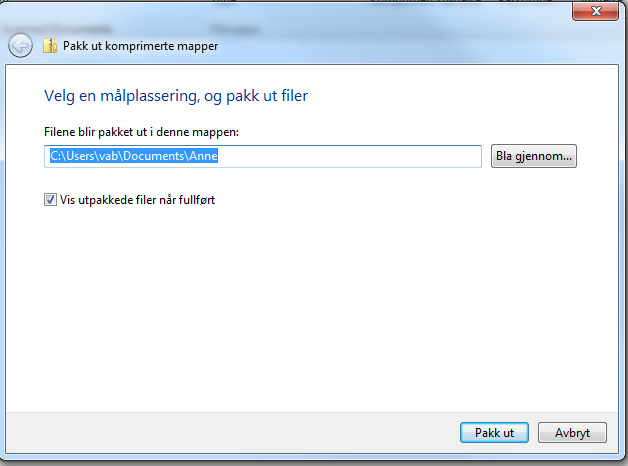 Pakk ut komprimerte mapper
Velg en målplassering, og pakk ut filer
Filene blir pakket ut i denne mappen:
C:\Users\vab\Documents\Anne
Bla gjennom...
Vis utpakkede filer når fullført
Pakk ut
Avbryt